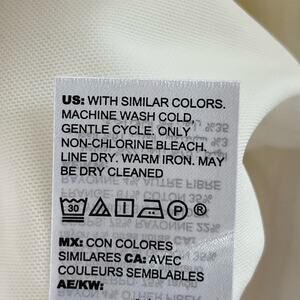 US: WITH SIMILAR COLORS.
MACHINE WASH COLD,
GENTLE CYCLE. ONLY
NON-CHLORINE BLEACH.
LINE DRY. WARM IRON. MAY
BE DRY CLEANED
30 P
MX: CON COLORES
SIMILARES CA: AVEC
COULEURS SEMBLABLES
AE/KW: